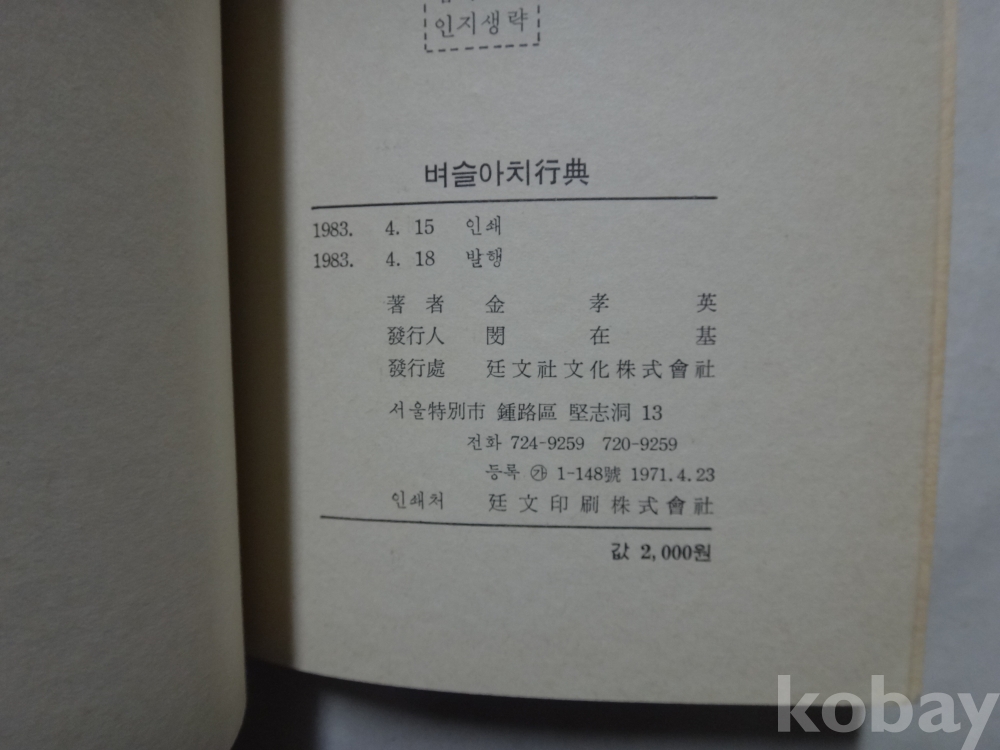 인지생략
벼슬아치行典
1983. 4. 15 인쇄
1983. 4. 18 발행
著者 金孝英
發行人 閔在基
發行處 廷文社文化株式會社
서울特別市 鍾路區 堅志洞 13
전화 724-9259 720-9259
등록 ㉮ 1-148號 1971.4.23
인쇄처 廷文印刷株式會社
값 2,000원
kobay